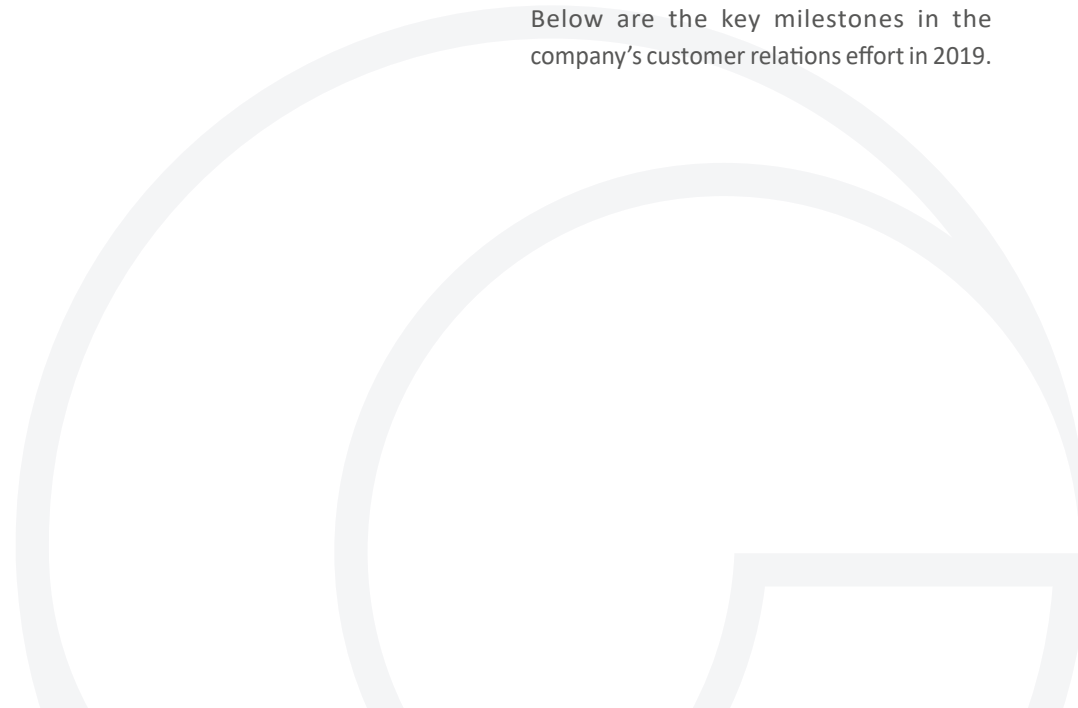 Below are the key milestones in the
company’s customer relations effort in 2019.